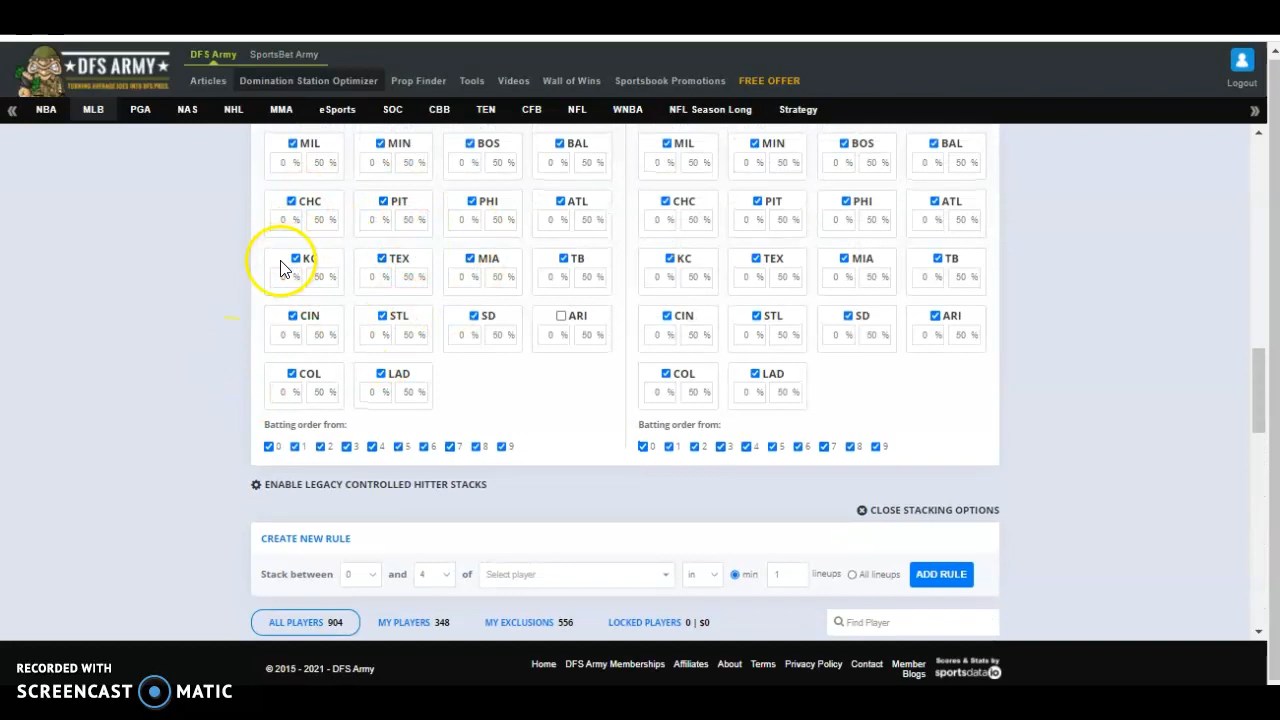 DFS Army SportsBet Army
★DFS ARMY★
TURNING AVERAGE JOES INTO DFS PROS.
Articles Domination Station Optimizer Prop Finder Tools Videos Wall of Wins Sportsbook Promotions FREE OFFER
Logout
« NBA MLB PGA NAS NHL MMA eSports SOC CBB TEN CFB NFL WNBA NFL Season Long Strategy »
MIL MIN BOS BAL MIL MIN BOS BAL
0 % 50 % 0 % 50 % 0 % 50 % 0 % 50 % 0 % 50 % 0 % 50 % 0 % 50 % 0 % 50 %
CHC PIT PHI ATL CHC PIT PHI ATL
0 % 50 % 0 % 50 % 0 % 50 % 0 % 50 % 0 % 50 % 0 % 50 % 0 % 50 % 0 % 50 %
KC TEX MIA TB KC TEX MIA TB
0 % 50 % 0 % 50 % 0 % 50 % 0 % 50 % 0 % 50 % 0 % 50 % 0 % 50 % 0 % 50 %
CIN STL SD ARI CIN STL SD ARI
0 % 50 % 0 % 50 % 0 % 50 % 0 % 50 % 0 % 50 % 0 % 50 % 0 % 50 % 0 % 50 %
COL LAD COL LAD
0 % 50 % 0 % 50 % 0 % 50 % 0 % 50 %
Batting order from: Batting order from:
0 1 2 3 4 5 6 7 8 9 0 1 2 3 4 5 6 7 8 9
ENABLE LEGACY CONTROLLED HITTER STACKS
CLOSE STACKING OPTIONS
CREATE NEW RULE
Stack between 0 and 4 of Select player in min 1 lineups All lineups ADD RULE
ALL PLAYERS 904 MY PLAYERS 348 MY EXCLUSIONS 556 LOCKED PLAYERS 0 | $0 Find Player
© 2015 - 2021 - DFS Army
Home DFS Army Memberships Affiliates About Terms Privacy Policy Contact Member Blogs
Scores & Stats by
sportsdataio
RECORDED WITH
SCREENCAST MATIC